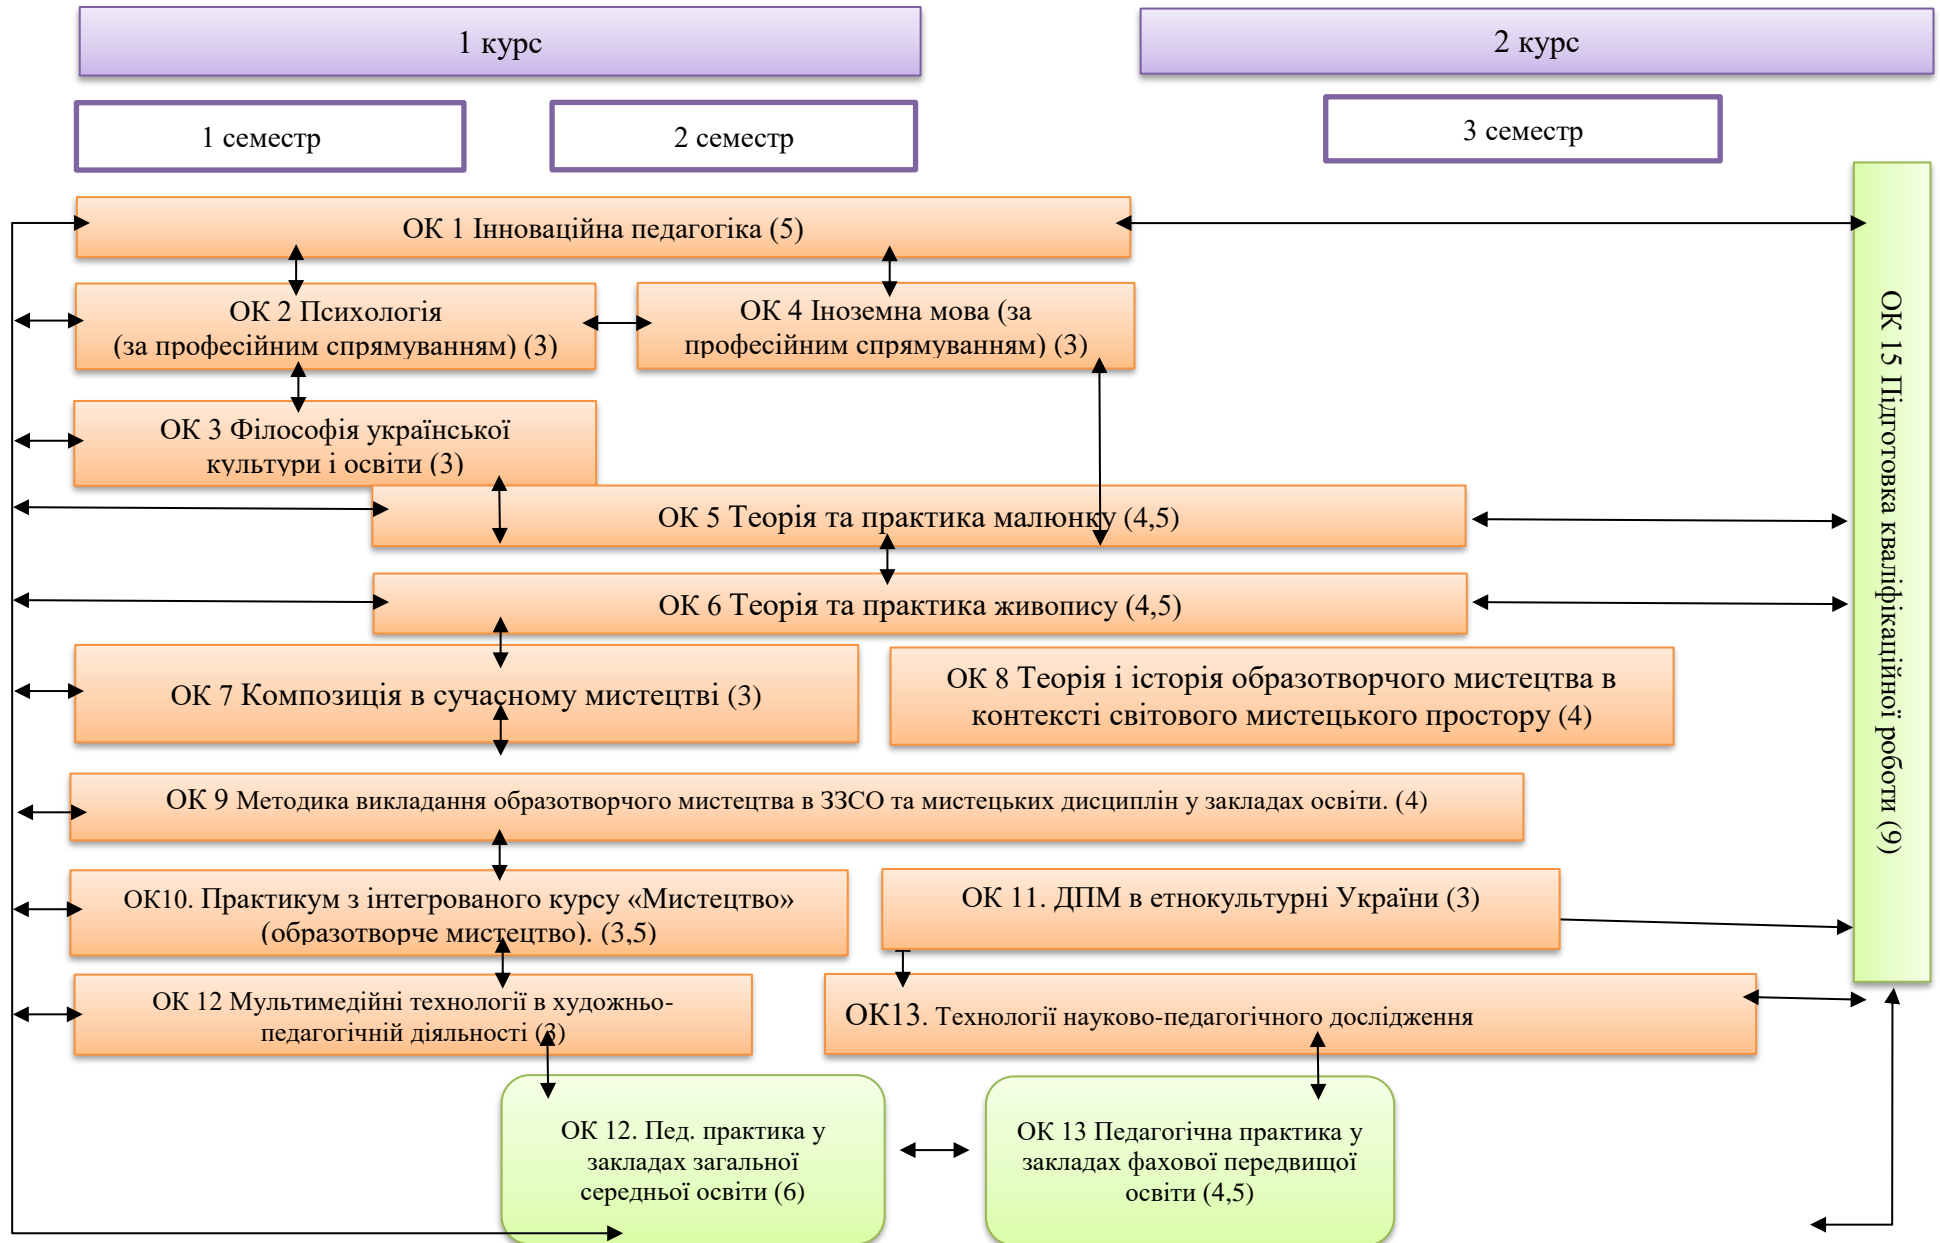 1 курс
2 курс
1 семестр
2 семестр
3 семестр
ОК 1 Інноваційна педагогіка (5)
ОК 2 Психологія
(за професійним спрямуванням) (3)
ОК 4 Іноземна мова (за
професійним спрямуванням) (3)
ОК 3 Філософія української
культури і освіти (3)
ОК 5 Теорія та практика малюнку (4,5)
ОК 6 Теорія та практика живопису (4,5)
ОК 7 Композиція в сучасному мистецтві (3)
ОК 8 Теорія і історія образотворчого мистецтва в
контексті світового мистецького простору (4)
ОК 9 Методика викладання образотворчого мистецтва в ЗЗСО та мистецьких дисциплін у закладах освіти. (4)
ОК10. Практикум з інтегрованого курсу «Мистецтво»
(образотворче мистецтво). (3,5)
ОК 11. ДПМ в етнокультурні України (3)
ОК 12 Мультимедійні технології в художньо-
педагогічній діяльності (3)
ОК13. Технології науково-педагогічного дослідження
ОК 12. Пед. практика у
закладах загальної
середньої освіти (6)
ОК 13 Педагогічна практика у
закладах фахової передвищої
освіти (4,5)
ОК 15 Підготовка кваліфікаційної роботи (9)